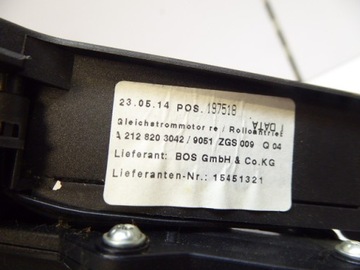 23.05.14 POS. 197518
DATA
Gleichstrommotor re / Rolloantrieb
A 212 820 3042 / 9051 ZGS 009 Q 04
Lieferant: BOS GmbH & Co.KG
Lieferanten-Nr.: 15451321